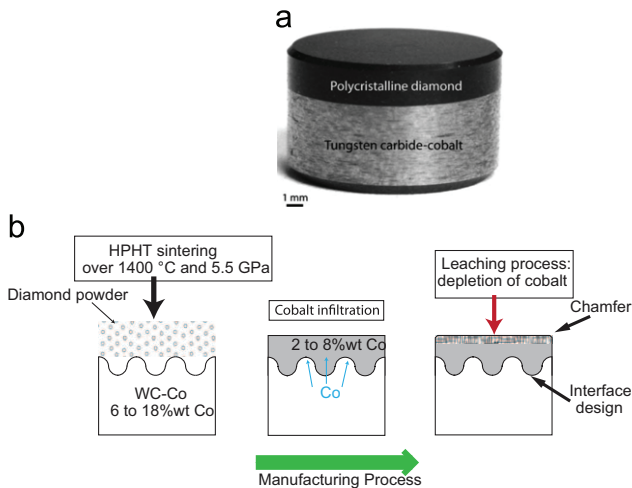 a
Polycristalline diamond
Tungsten carbide-cobalt
1 mm
b
HPHT sintering
over 1400 °C and 5.5 GPa
Diamond powder
WC-Co
6 to 18%wt Co
Cobalt infiltration
2 to 8%wt Co
Co
Leaching process:
depletion of cobalt
Chamfer
Interface
design
Manufacturing Process